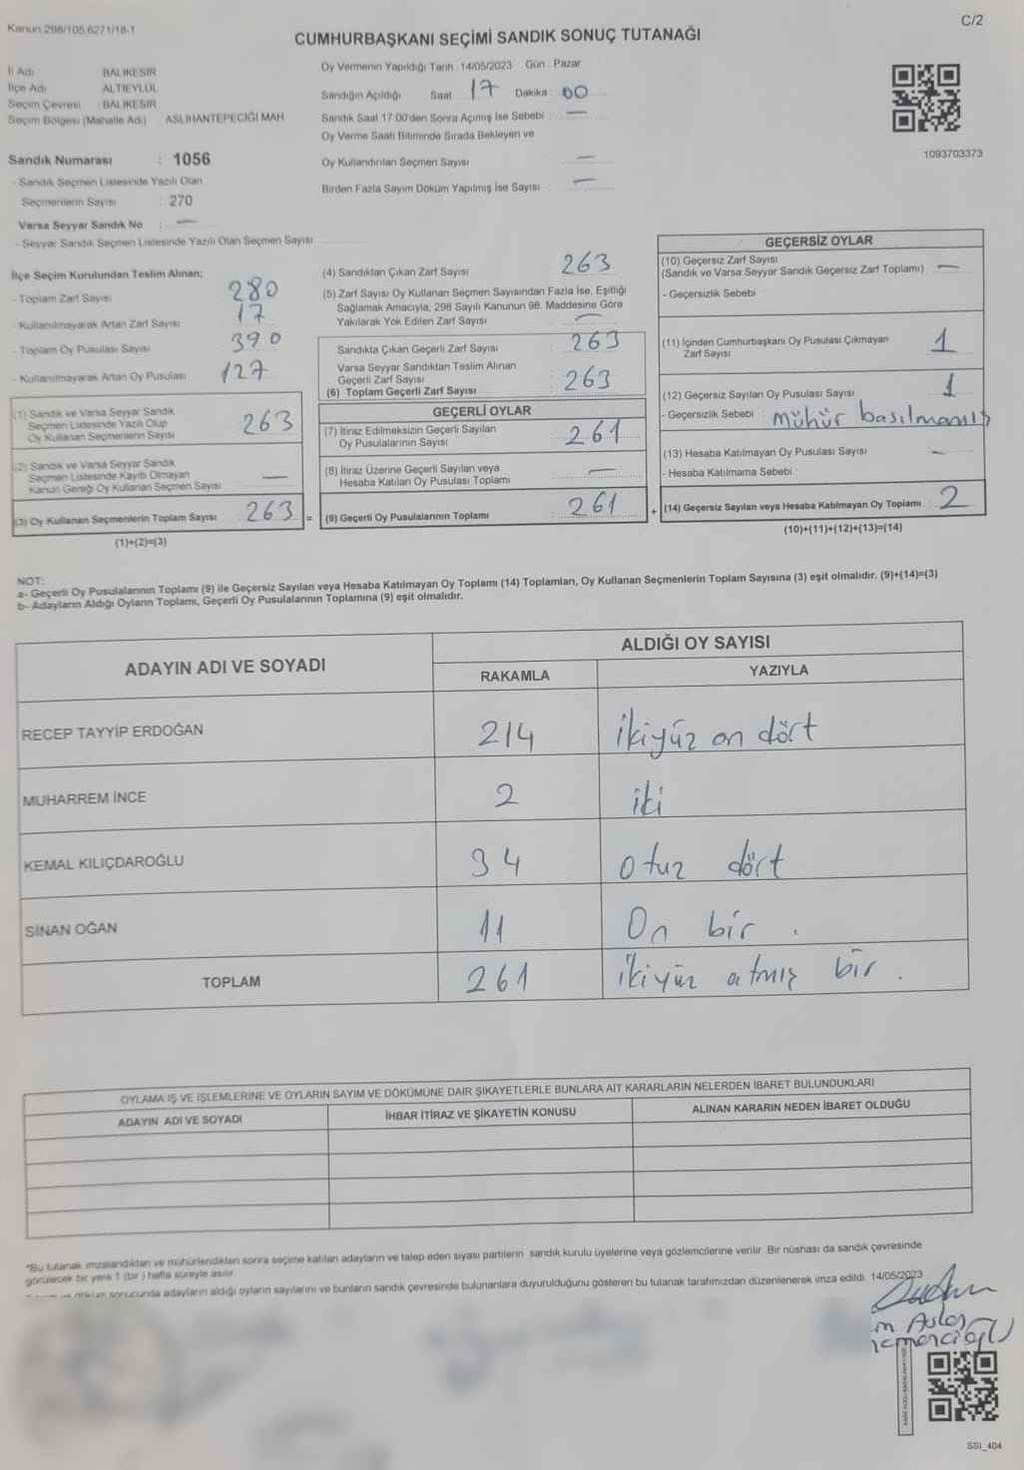 Kanun 298/105,6271/18-1
C/2
CUMHURBAŞKANI SEÇİMİ SANDIK SONUÇ TUTANAĞI
İl Adı BALIKESİR
İlçe Adı ALTIEYLÜL
Seçim Çevresi : BALIKESİR
Seçim Bölgesi (Mahalle Adı) ASLIHANTEPECİĞİ MAH.
Oy Vermenin Yapıldığı Tarih : 14/05/2023 Gün : Pazar
Sandığın Açıldığı Saat 17 Dakika 00
Sandık Saat 17:00'den Sonra Açılmış İse Sebebi : —
Oy Verme Saati Bitiminde Sırada Bekleyen ve
Oy Kullandırılan Seçmen Sayısı —
Birden Fazla Sayım Döküm Yapılmış İse Sayısı : —
1093703373
Sandık Numarası : 1056
- Sandık Seçmen Listesinde Yazılı Olan
Seçmenlerin Sayısı : 270
Varsa Seyyar Sandık No : —
- Seyyar Sandık Seçmen Listesinde Yazılı Olan Seçmen Sayısı
İlçe Seçim Kurulundan Teslim Alınan;
- Toplam Zarf Sayısı 280
- Kullanılmayarak Artan Zarf Sayısı 17
- Toplam Oy Pusulası Sayısı 390
- Kullanılmayarak Artan Oy Pusulası 127
(1) Sandık ve Varsa Seyyar Sandık
Seçmen Listesinde Yazılı Olup
Oy Kullanan Seçmenlerin Sayısı 263
(2) Sandık ve Varsa Seyyar Sandık
Seçmen Listesinde Kayıtlı Olmayan
Kanun Gereği Oy Kullanan Seçmen Sayısı —
(3) Oy Kullanan Seçmenlerin Toplam Sayısı 263 =
(1)+(2)=(3)
(4) Sandıktan Çıkan Zarf Sayısı 263
(5) Zarf Sayısı Oy Kullanan Seçmen Sayısından Fazla İse, Eşitliği
Sağlamak Amacıyla; 298 Sayılı Kanunun 98. Maddesine Göre
Yakılarak Yok Edilen Zarf Sayısı —
Sandıkta Çıkan Geçerli Zarf Sayısı : 263
Varsa Seyyar Sandıktan Teslim Alınan
Geçerli Zarf Sayısı
(6) Toplam Geçerli Zarf Sayısı : 263
GEÇERLİ OYLAR
(7) İtiraz Edilmeksizin Geçerli Sayılan
Oy Pusulalarının Sayısı 261
(8) İtiraz Üzerine Geçerli Sayılan veya
Hesaba Katılan Oy Pusulası Toplamı —
(9) Geçerli Oy Pusulalarının Toplamı 261 +
GEÇERSİZ OYLAR
(10) Geçersiz Zarf Sayısı
(Sandık ve Varsa Seyyar Sandık Geçersiz Zarf Toplamı) —
- Geçersizlik Sebebi :
(11) İçinden Cumhurbaşkanı Oy Pusulası Çıkmayan
Zarf Sayısı 1
(12) Geçersiz Sayılan Oy Pusulası Sayısı 1
- Geçersizlik Sebebi : mühür basılmamış
(13) Hesaba Katılmayan Oy Pusulası Sayısı —
- Hesaba Katılmama Sebebi :
(14) Geçersiz Sayılan veya Hesaba Katılmayan Oy Toplamı 2
(10)+(11)+(12)+(13)=(14)
NOT:
a- Geçerli Oy Pusulalarının Toplamı (9) ile Geçersiz Sayılan veya Hesaba Katılmayan Oy Toplamı (14) Toplamları, Oy Kullanan Seçmenlerin Toplam Sayısına (3) eşit olmalıdır. (9)+(14)=(3)
b- Adayların Aldığı Oyların Toplamı, Geçerli Oy Pusulalarının Toplamına (9) eşit olmalıdır.
ADAYIN ADI VE SOYADI
ALDIĞI OY SAYISI
RAKAMLA YAZIYLA
RECEP TAYYİP ERDOĞAN 214 ikiyüz on dört
MUHARREM İNCE 2 iki
KEMAL KILIÇDAROĞLU 34 otuz dört
SİNAN OĞAN 11 On bir .
TOPLAM 261 ikiyüz atmış bir .
OYLAMA İŞ VE İŞLEMLERİNE VE OYLARIN SAYIM VE DÖKÜMÜNE DAİR ŞİKAYETLERLE BUNLARA AİT KARARLARIN NELERDEN İBARET BULUNDUKLARI
ADAYIN ADI VE SOYADI İHBAR İTİRAZ VE ŞİKAYETİN KONUSU ALINAN KARARIN NEDEN İBARET OLDUĞU
*Bu tutanak imzalandıktan ve mühürlendikten sonra seçime katılan adayların ve talep eden siyasi partilerin sandık kurulu üyelerine veya gözlemcilerine verilir. Bir nüshası da sandık çevresinde
görülecek bir yere 1 (bir) hafta süreyle asılır.
sonucunda adayların aldığı oyların sayılarını ve bunların sandık çevresinde bulunanlara duyurulduğunu gösteren bu tutanak tarafımızdan düzenlenerek imza edildi. 14/05/2023
SSI_404